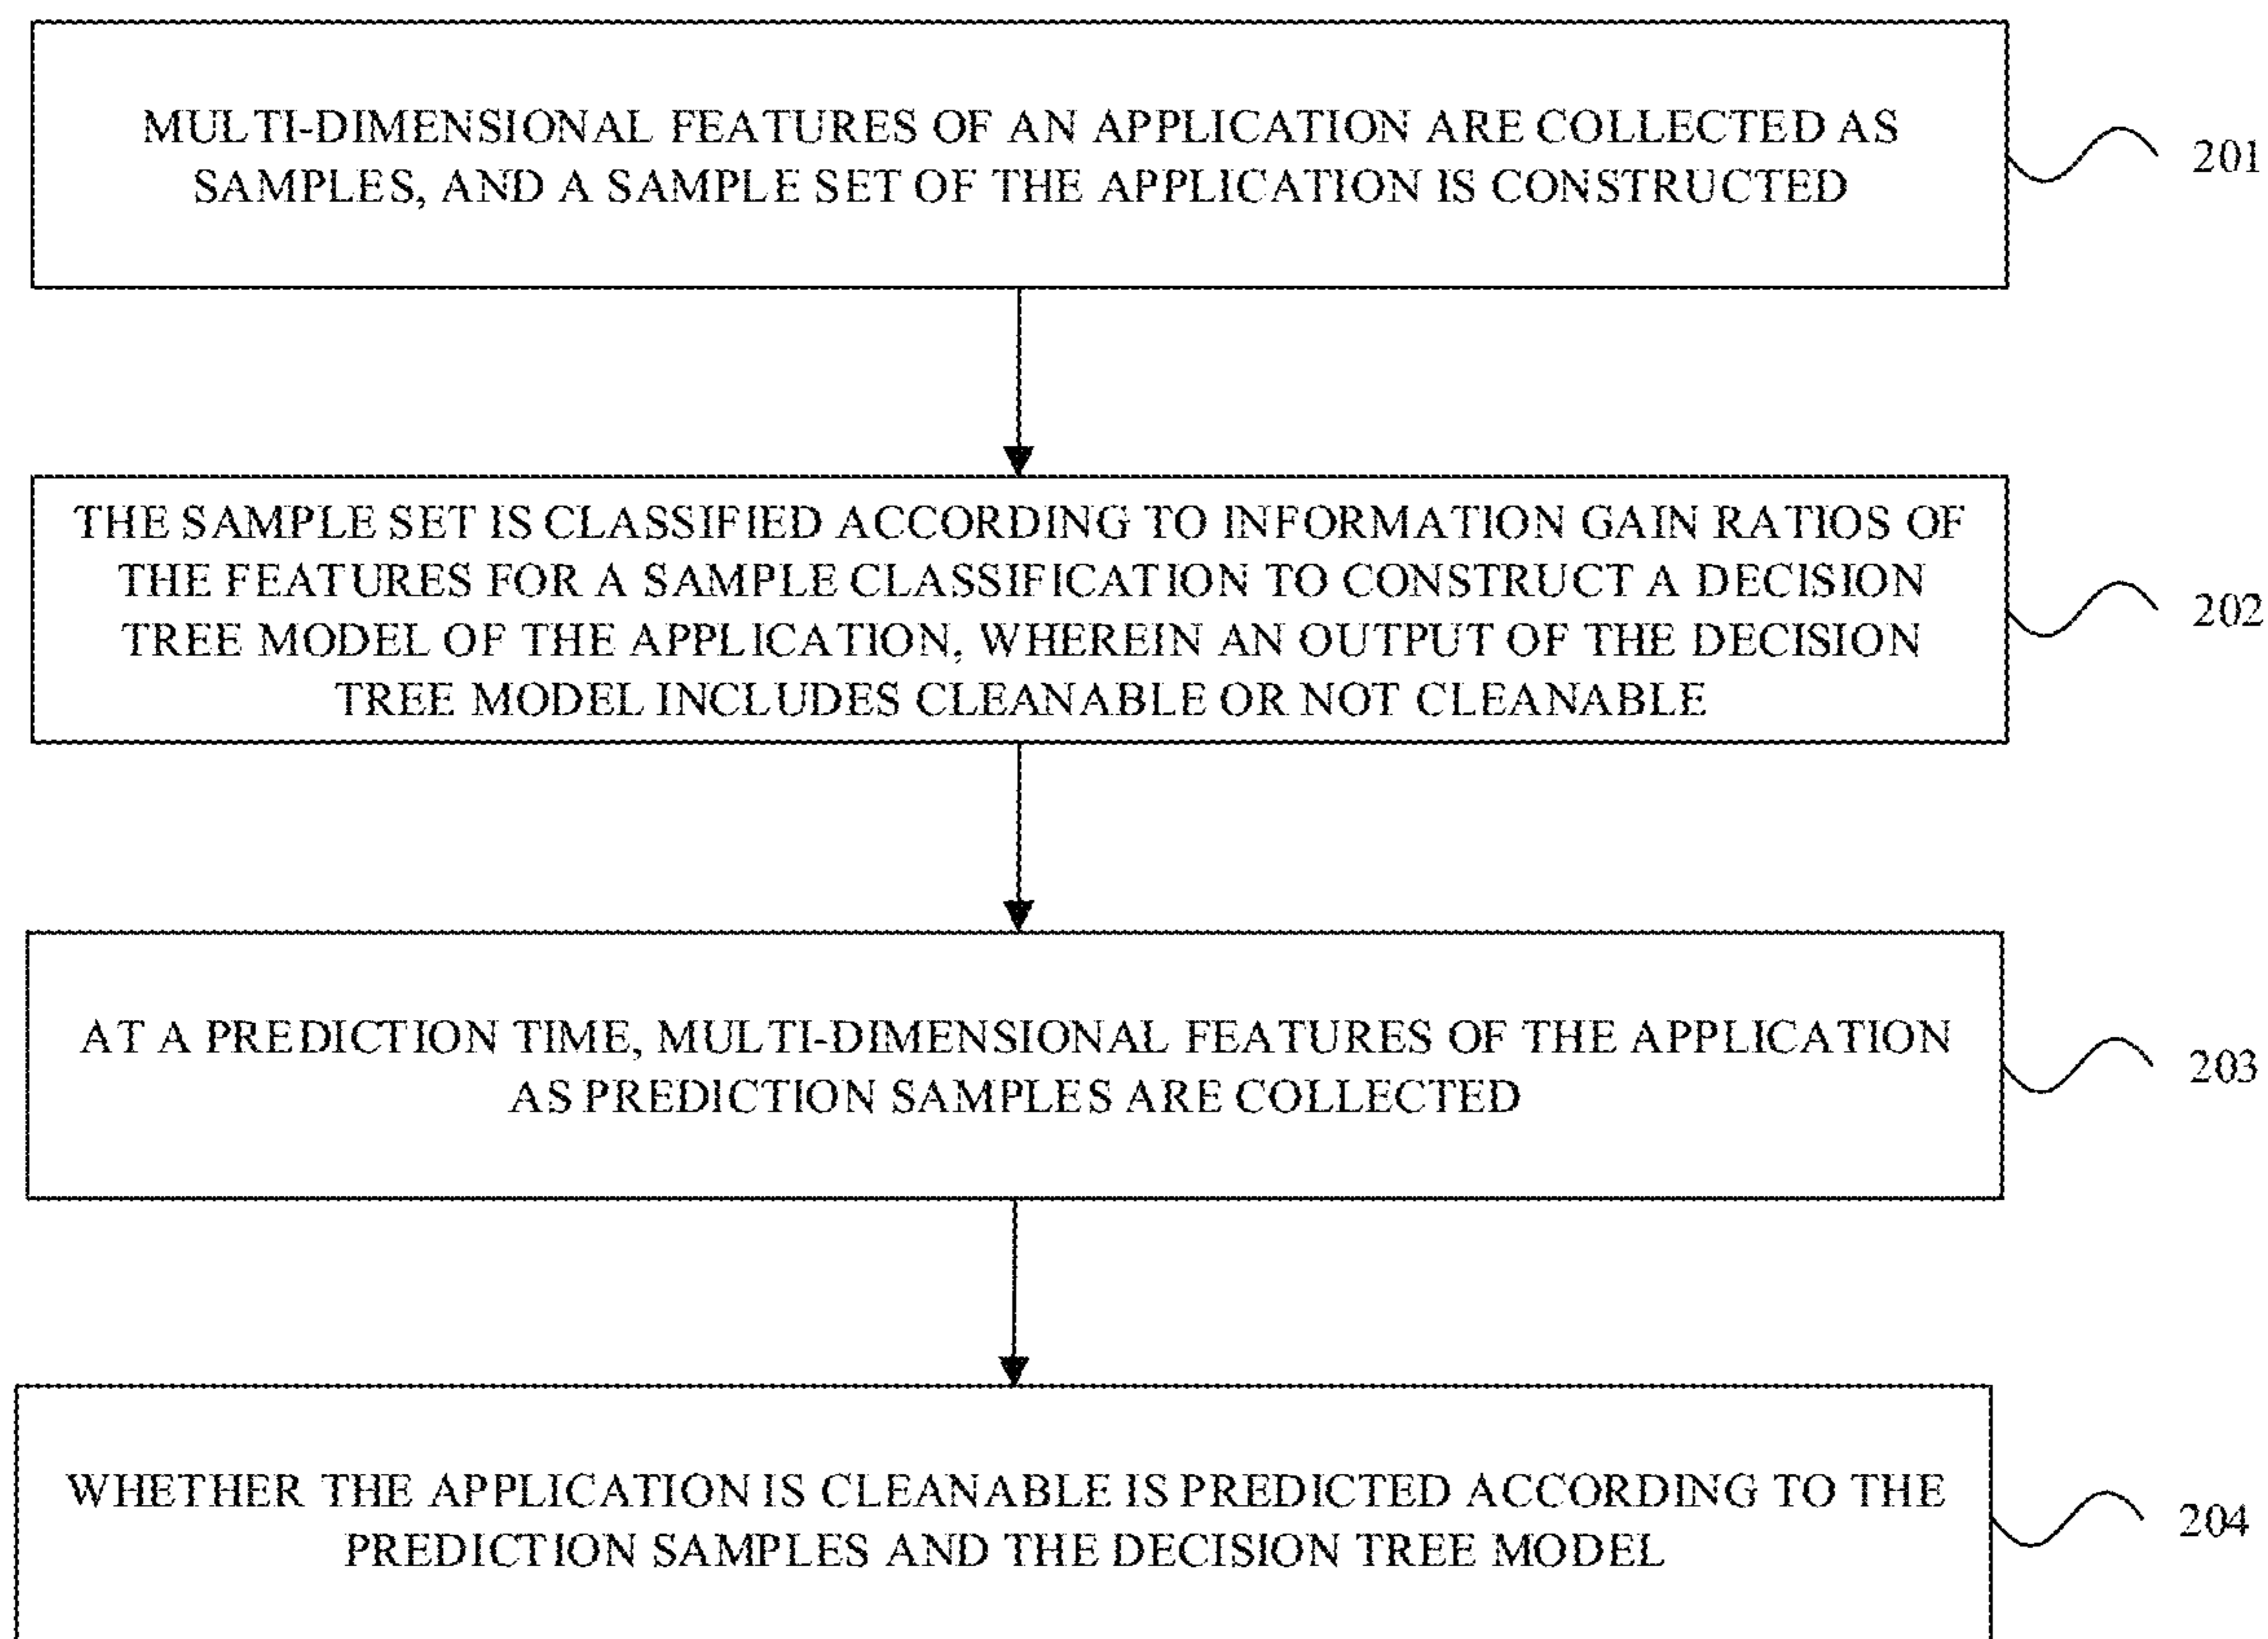 MULTI-DIMENSIONAL FEATURES OF AN APPLICATION ARE COLLECTED AS
SAMPLES, AND A SAMPLE SET OF THE APPLICATION IS CONSTRUCTED
201
THE SAMPLE SET IS CLASSIFIED ACCORDING TO INFORMATION GAIN RATIOS OF
THE FEATURES FOR A SAMPLE CLASSIFICATION TO CONSTRUCT A DECISION
TREE MODEL OF THE APPLICATION, WHEREIN AN OUTPUT OF THE DECISION
TREE MODEL INCLUDES CLEANABLE OR NOT CLEANABLE
202
AT A PREDICTION TIME, MULTI-DIMENSIONAL FEATURES OF THE APPLICATION
AS PREDICTION SAMPLES ARE COLLECTED
203
WHETHER THE APPLICATION IS CLEANABLE IS PREDICTED ACCORDING TO THE
PREDICTION SAMPLES AND THE DECISION TREE MODEL
204